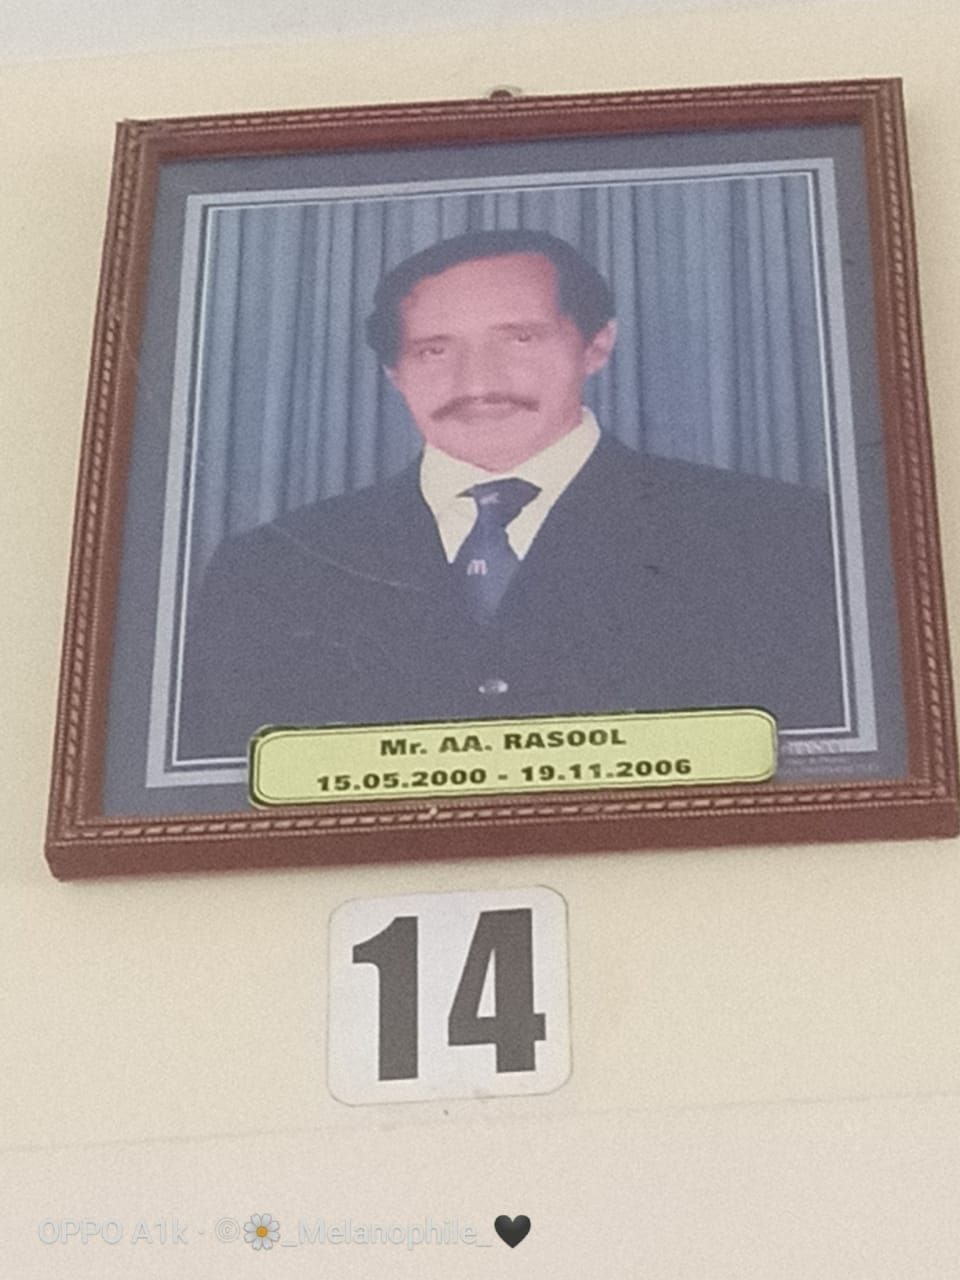 Mr. AA. RASOOL
15.05.2000 - 19.11.2006
14
OPPO A1k · ©🌼_Melanophile_🖤